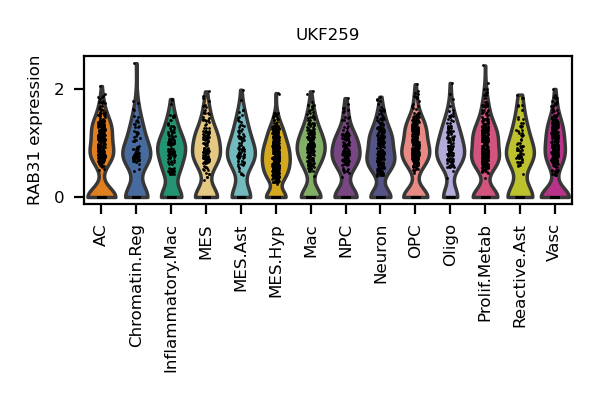 UKF259
RAB31 expression
2
0
AC
Chromatin.Reg
Inflammatory.Mac
MES
MES.Ast
MES.Hyp
Mac
NPC
Neuron
OPC
Oligo
Prolif.Metab
Reactive.Ast
Vasc